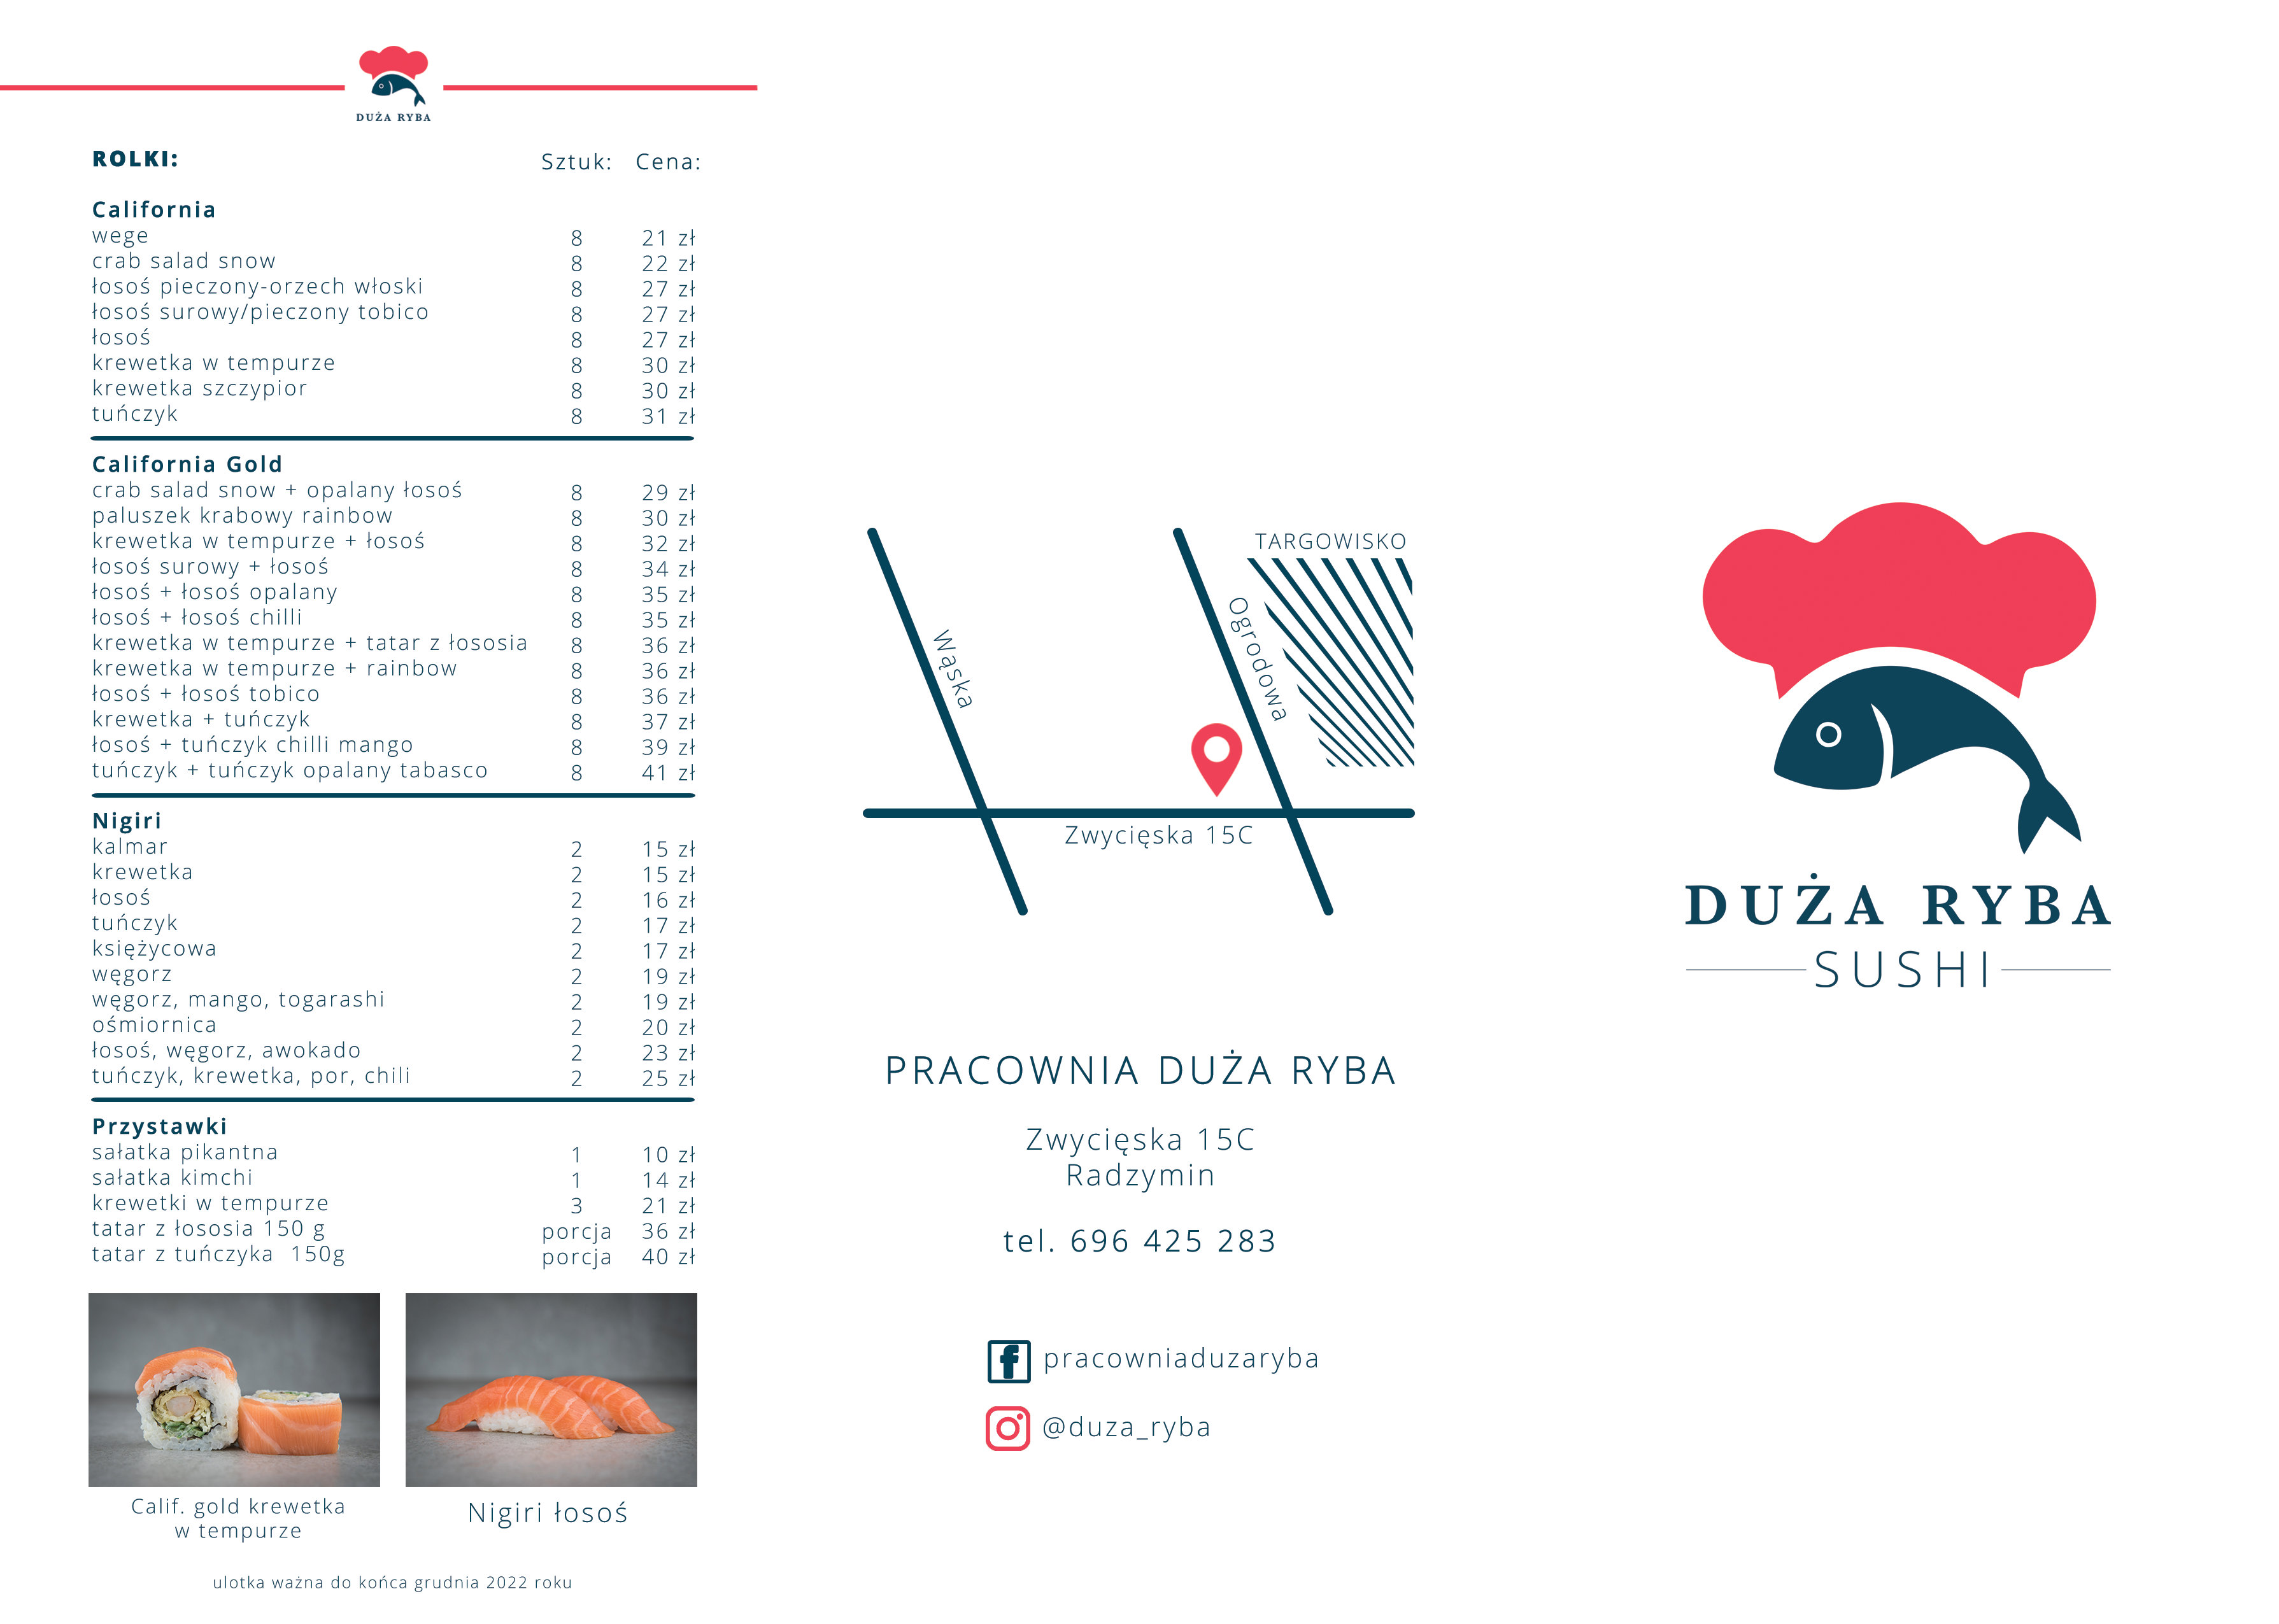 DUŻA RYBA
ROLKI: Sztuk: Cena:
California
wege 8 21 zł
crab salad snow 8 22 zł
łosoś pieczony-orzech włoski 8 27 zł
łosoś surowy/pieczony tobico 8 27 zł
łosoś 8 27 zł
krewetka w tempurze 8 30 zł
krewetka szczypior 8 30 zł
tuńczyk 8 31 zł
California Gold
crab salad snow + opalany łosoś 8 29 zł
paluszek krabowy rainbow 8 30 zł
krewetka w tempurze + łosoś 8 32 zł
łosoś surowy + łosoś 8 34 zł
łosoś + łosoś opalany 8 35 zł
łosoś + łosoś chilli 8 35 zł
krewetka w tempurze + tatar z łososia 8 36 zł
krewetka w tempurze + rainbow 8 36 zł
łosoś + łosoś tobico 8 36 zł
krewetka + tuńczyk 8 37 zł
łosoś + tuńczyk chilli mango 8 39 zł
tuńczyk + tuńczyk opalany tabasco 8 41 zł
Nigiri
kalmar 2 15 zł
krewetka 2 15 zł
łosoś 2 16 zł
tuńczyk 2 17 zł
księżycowa 2 17 zł
węgorz 2 19 zł
węgorz, mango, togarashi 2 19 zł
ośmiornica 2 20 zł
łosoś, węgorz, awokado 2 23 zł
tuńczyk, krewetka, por, chili 2 25 zł
Przystawki
sałatka pikantna 1 10 zł
sałatka kimchi 1 14 zł
krewetki w tempurze 3 21 zł
tatar z łososia 150 g porcja 36 zł
tatar z tuńczyka 150g porcja 40 zł
Calif. gold krewetka
w tempurze
Nigiri łosoś
ulotka ważna do końca grudnia 2022 roku
TARGOWISKO
Wąska
Ogrodowa
Zwycięska 15C
PRACOWNIA DUŻA RYBA
Zwycięska 15C
Radzymin
tel. 696 425 283
pracowniaduzaryba
@duza_ryba
DUŻA RYBA
SUSHI